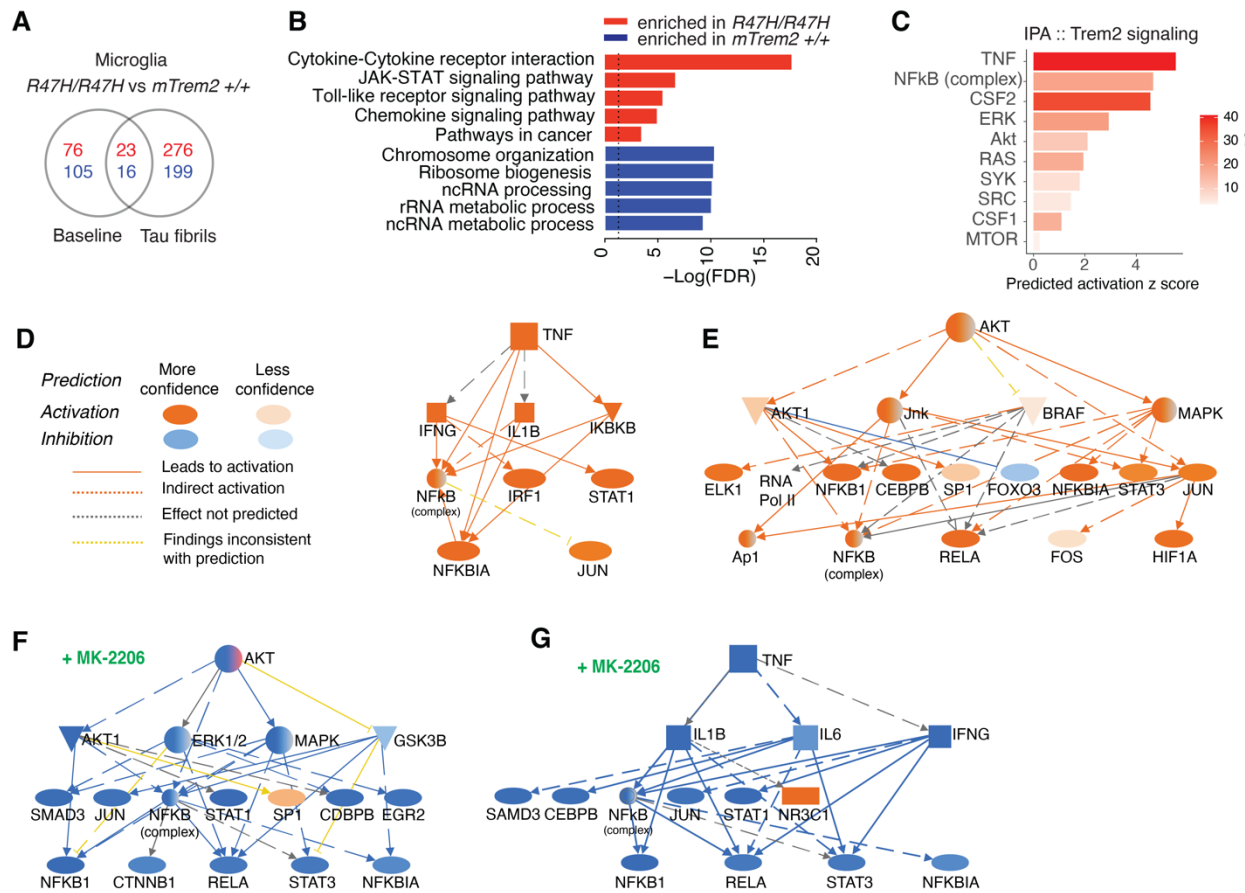 A
Microglia
R47H/R47H vs mTrem2 +/+
76 23 276
105 16 199
Baseline Tau fibrils
B
enriched in R47H/R47H
enriched in mTrem2 +/+
Cytokine-Cytokine receptor interaction
JAK-STAT signaling pathway
Toll-like receptor signaling pathway
Chemokine signaling pathway
Pathways in cancer
Chromosome organization
Ribosome biogenesis
ncRNA processing
rRNA metabolic process
ncRNA metabolic process
0 5 10 15 20
−Log(FDR)
C
IPA :: Trem2 signaling
TNF
NFkB (complex)
CSF2
ERK
Akt
RAS
SYK
SRC
CSF1
MTOR
0 2 4
Predicted activation z score
40
30
20
10
D
Prediction
More confidence
Less confidence
Activation
Inhibition
Leads to activation
Indirect activation
Effect not predicted
Findings inconsistent
with prediction
TNF
IFNG IL1B IKBKB
NFkB
(complex)
IRF1 STAT1
NFKBIA JUN
E
AKT
AKT1 Jnk BRAF MAPK
ELK1 RNA Pol II NFKB1 CEBPB SP1 FOXO3 NFKBIA STAT3 JUN
Ap1 NFKB (complex) RELA FOS HIF1A
F
+ MK-2206
AKT
AKT1 ERK1/2 MAPK GSK3B
SMAD3 JUN NFKB (complex) STAT1 SP1 CDBPB EGR2
NFKB1 CTNNB1 RELA STAT3 NFKBIA
G
+ MK-2206
TNF
IL1B IL6 IFNG
SAMD3 CEBPB NFkB (complex) JUN STAT1 NR3C1
NFKB1 RELA STAT3 NFKBIA